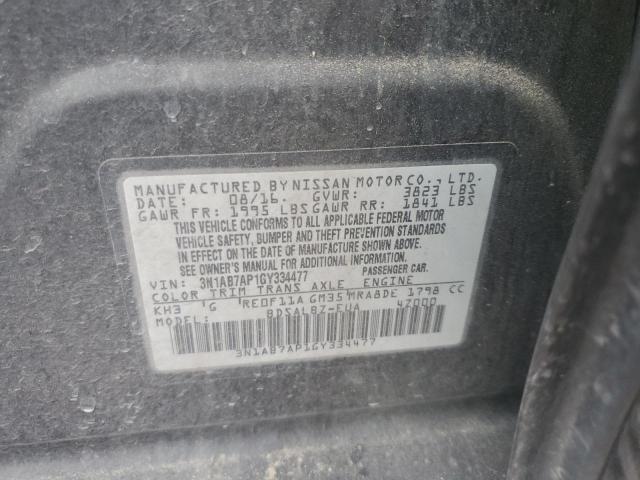 MANUFACTURED BY NISSAN MOTOR CO., LTD.
DATE: 08/16. GVWR: 3823 LBS
GAWR FR: 1995 LBS GAWR RR: 1841 LBS
THIS VEHICLE CONFORMS TO ALL APPLICABLE FEDERAL MOTOR
VEHICLE SAFETY, BUMPER AND THEFT PREVENTION STANDARDS
IN EFFECT ON THE DATE OF MANUFACTURE SHOWN ABOVE.
SEE OWNER'S MANUAL FOR ADDITIONAL INFORMATION.
VIN: 3N1AB7AP1GY334477 PASSENGER CAR.
COLOR TRIM TRANS AXLE ENGINE
KH3 'G 'RE0F11A GM35 MRA8DE 1798 CC
MODEL: BDSALBZ-EUA 47000
3N1AB7AP1GY334477